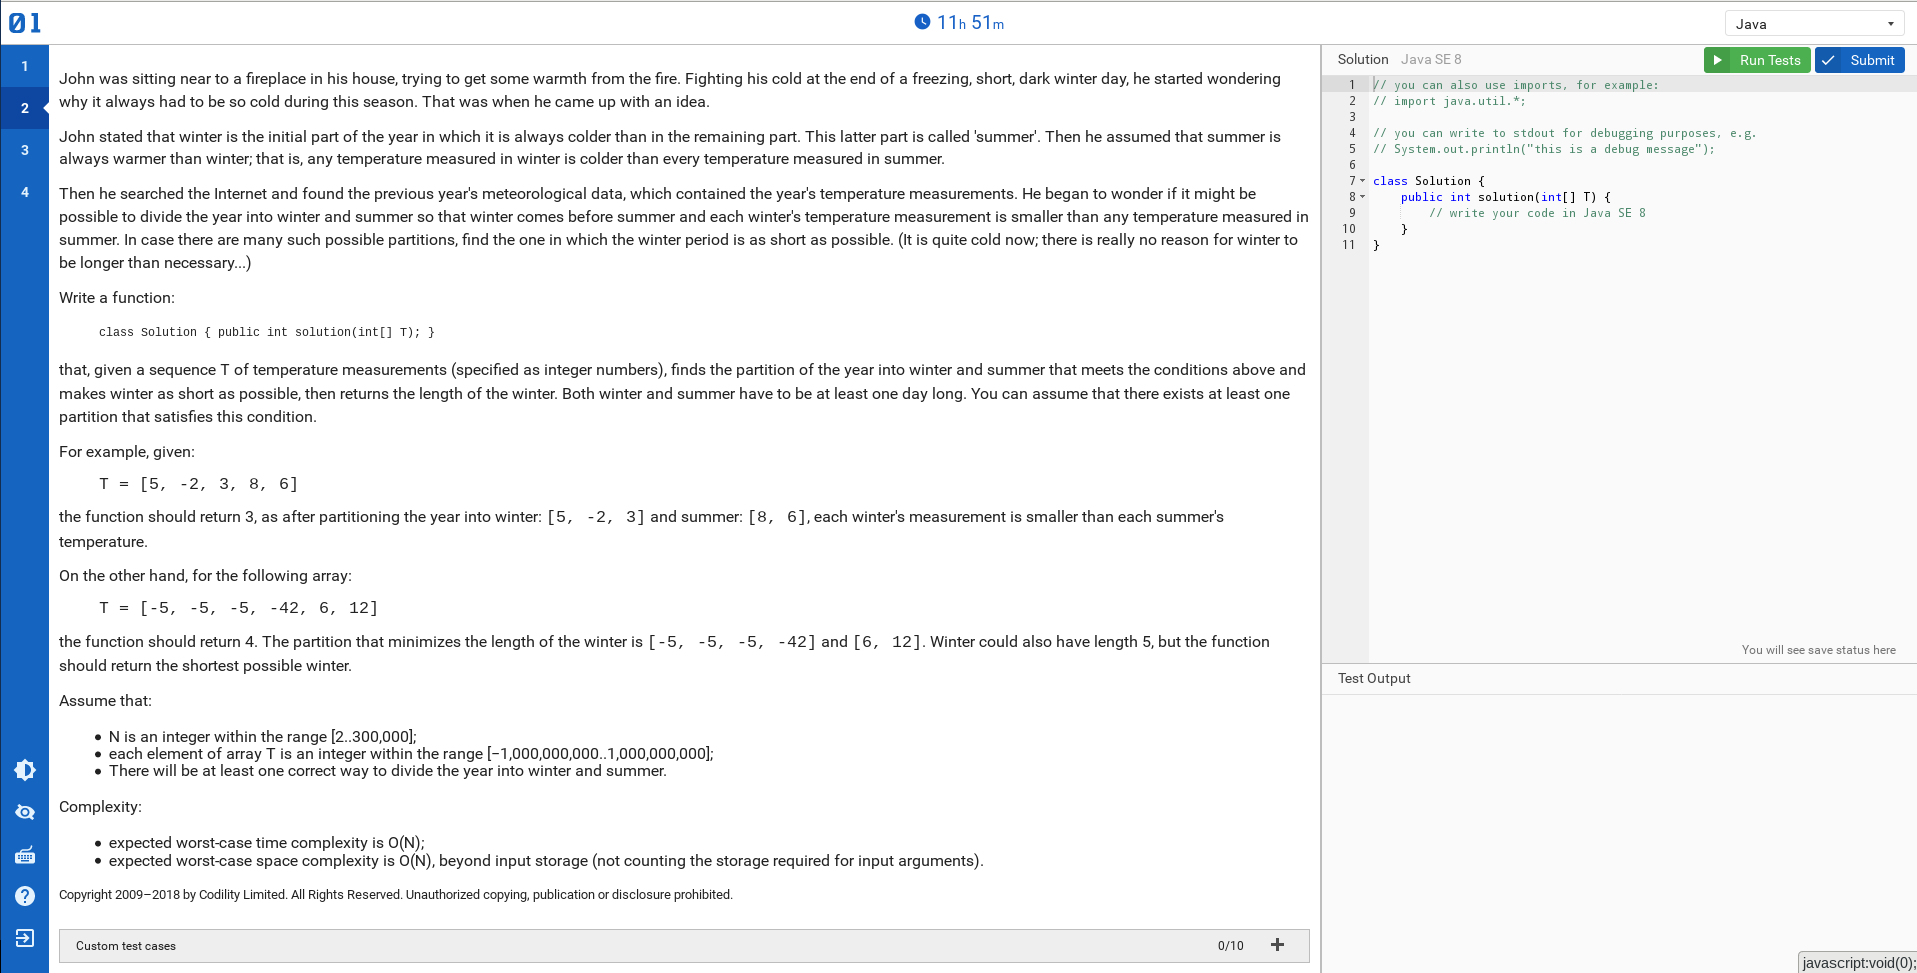 01
11h 51m
Java
1
2
3
4
John was sitting near to a fireplace in his house, trying to get some warmth from the fire. Fighting his cold at the end of a freezing, short, dark winter day, he started wondering
why it always had to be so cold during this season. That was when he came up with an idea.
John stated that winter is the initial part of the year in which it is always colder than in the remaining part. This latter part is called 'summer'. Then he assumed that summer is
always warmer than winter; that is, any temperature measured in winter is colder than every temperature measured in summer.
Then he searched the Internet and found the previous year's meteorological data, which contained the year's temperature measurements. He began to wonder if it might be
possible to divide the year into winter and summer so that winter comes before summer and each winter's temperature measurement is smaller than any temperature measured in
summer. In case there are many such possible partitions, find the one in which the winter period is as short as possible. (It is quite cold now; there is really no reason for winter to
be longer than necessary...)
Write a function:
class Solution { public int solution(int[] T); }
that, given a sequence T of temperature measurements (specified as integer numbers), finds the partition of the year into winter and summer that meets the conditions above and
makes winter as short as possible, then returns the length of the winter. Both winter and summer have to be at least one day long. You can assume that there exists at least one
partition that satisfies this condition.
For example, given:
T = [5, -2, 3, 8, 6]
the function should return 3, as after partitioning the year into winter: [5, -2, 3] and summer: [8, 6], each winter's measurement is smaller than each summer's
temperature.
On the other hand, for the following array:
T = [-5, -5, -5, -42, 6, 12]
the function should return 4. The partition that minimizes the length of the winter is [-5, -5, -5, -42] and [6, 12]. Winter could also have length 5, but the function
should return the shortest possible winter.
Assume that:
• N is an integer within the range [2..300,000];
• each element of array T is an integer within the range [−1,000,000,000..1,000,000,000];
• There will be at least one correct way to divide the year into winter and summer.
Complexity:
• expected worst-case time complexity is O(N);
• expected worst-case space complexity is O(N), beyond input storage (not counting the storage required for input arguments).
Copyright 2009–2018 by Codility Limited. All Rights Reserved. Unauthorized copying, publication or disclosure prohibited.
Custom test cases 0/10 +
Solution Java SE 8 Run Tests Submit
1 // you can also use imports, for example:
2 // import java.util.*;
3
4 // you can write to stdout for debugging purposes, e.g.
5 // System.out.println("this is a debug message");
6
7 class Solution {
8 public int solution(int[] T) {
9 // write your code in Java SE 8
10 }
11 }
You will see save status here
Test Output
javascript:void(0);